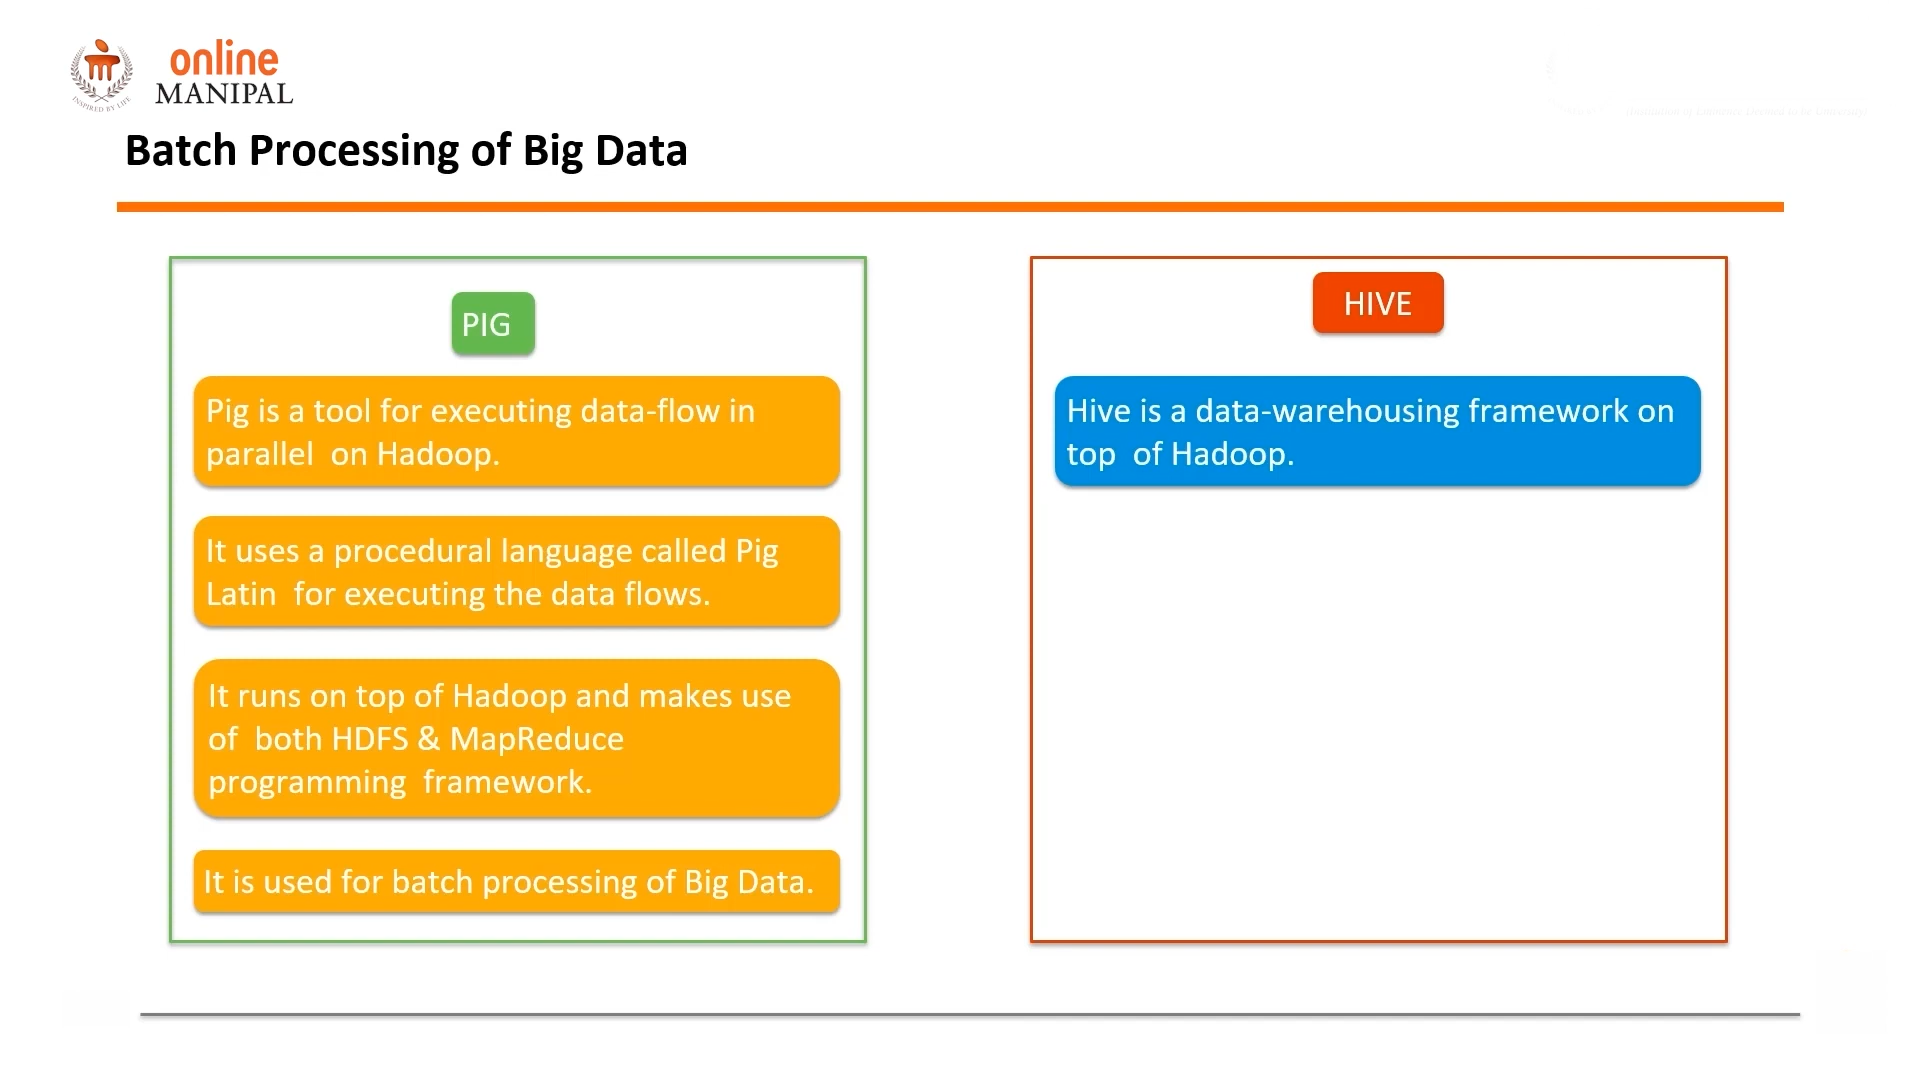 online
MANIPAL
INSPIRED BY LIFE
Batch Processing of Big Data
PIG
Pig is a tool for executing data-flow in
parallel on Hadoop.
It uses a procedural language called Pig
Latin for executing the data flows.
It runs on top of Hadoop and makes use
of both HDFS & MapReduce
programming framework.
It is used for batch processing of Big Data.
HIVE
Hive is a data-warehousing framework on
top of Hadoop.